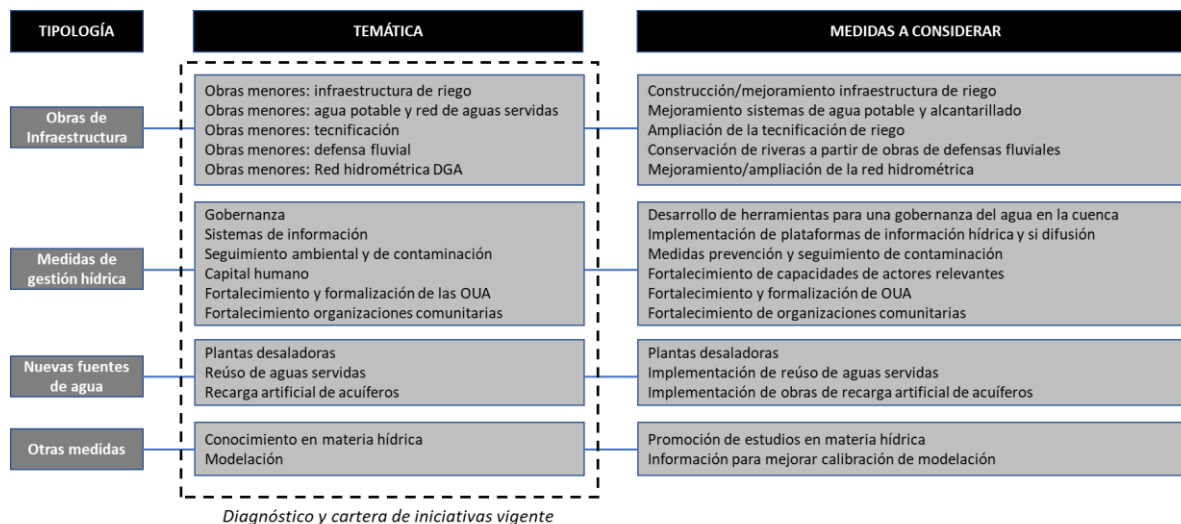 TIPOLOGÍA
TEMÁTICA
MEDIDAS A CONSIDERAR
Obras de
Infraestructura
Obras menores: infraestructura de riego
Obras menores: agua potable y red de aguas servidas
Obras menores: tecnificación
Obras menores: defensa fluvial
Obras menores: Red hidrométrica DGA
Construcción/mejoramiento infraestructura de riego
Mejoramiento sistemas de agua potable y alcantarillado
Ampliación de la tecnificación de riego
Conservación de riveras a partir de obras de defensas fluviales
Mejoramiento/ampliación de la red hidrométrica
Medidas de
gestión hídrica
Gobernanza
Sistemas de información
Seguimiento ambiental y de contaminación
Capital humano
Fortalecimiento y formalización de las OUA
Fortalecimiento organizaciones comunitarias
Desarrollo de herramientas para una gobernanza del agua en la cuenca
Implementación de plataformas de información hídrica y si difusión
Medidas prevención y seguimiento de contaminación
Fortalecimiento de capacidades de actores relevantes
Fortalecimiento y formalización de OUA
Fortalecimiento de organizaciones comunitarias
Nuevas fuentes
de agua
Plantas desaladoras
Reúso de aguas servidas
Recarga artificial de acuíferos
Plantas desaladoras
Implementación de reúso de aguas servidas
Implementación de obras de recarga artificial de acuíferos
Otras medidas
Conocimiento en materia hídrica
Modelación
Promoción de estudios en materia hídrica
Información para mejorar calibración de modelación
Diagnóstico y cartera de iniciativas vigente